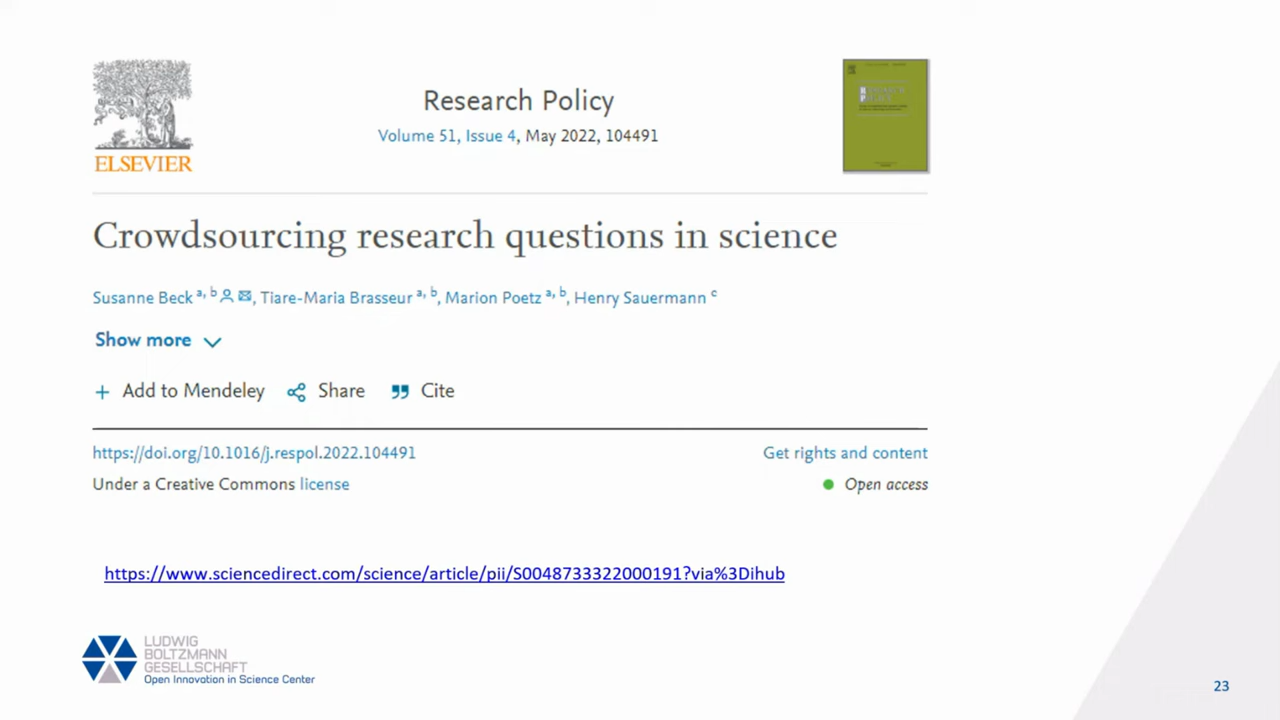 ELSEVIER
Research Policy
Volume 51, Issue 4, May 2022, 104491
Crowdsourcing research questions in science
Susanne Beck a, b, Tiare-Maria Brasseur a, b, Marion Poetz a, b, Henry Sauermann c
Show more
+ Add to Mendeley Share Cite
https://doi.org/10.1016/j.respol.2022.104491 Get rights and content
Under a Creative Commons license Open access
https://www.sciencedirect.com/science/article/pii/S0048733322000191?via%3Dihub
LUDWIG
BOLTZMANN
GESELLSCHAFT
Open Innovation in Science Center
23